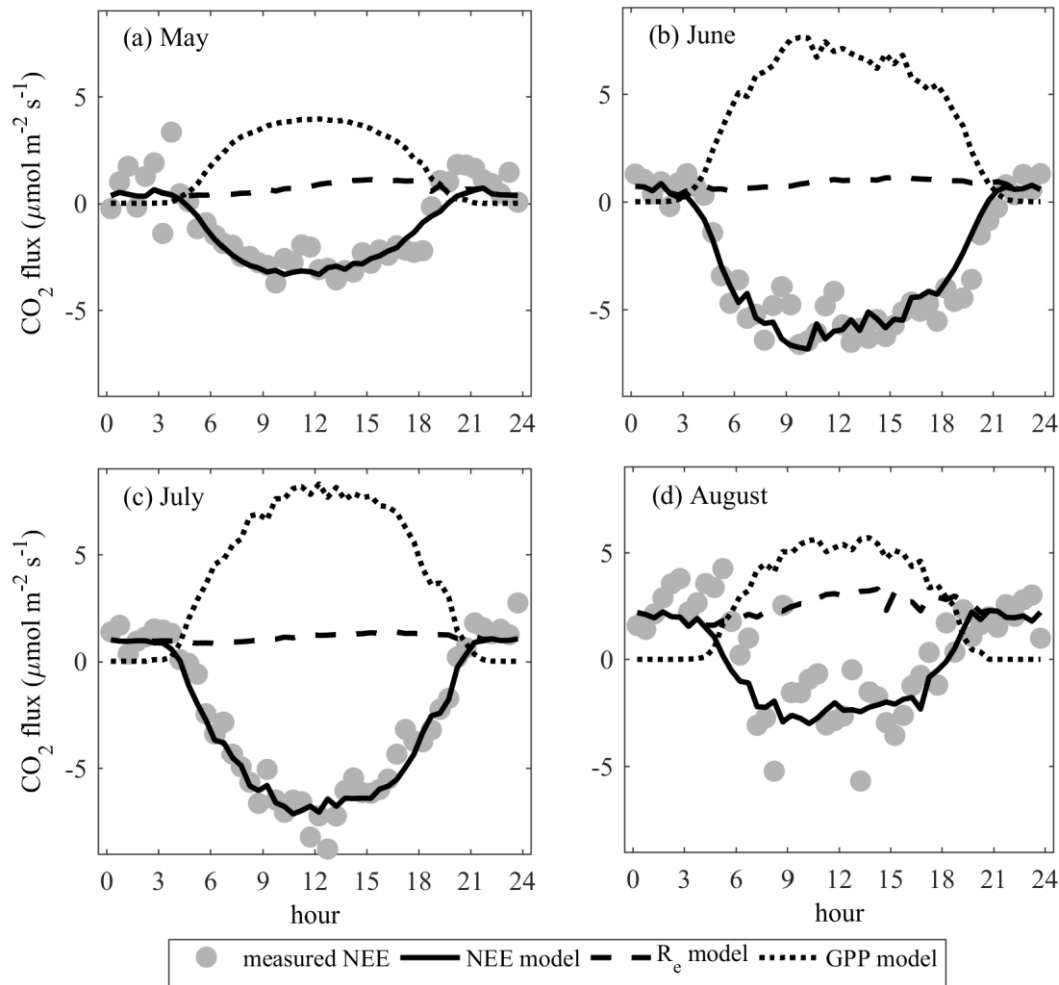 (a) May
(b) June
CO₂ flux (μmol m⁻² s⁻¹)
5
0
-5
0 3 6 9 12 15 18 21 24
5
0
-5
0 3 6 9 12 15 18 21 24
(c) July
(d) August
CO₂ flux (μmol m⁻² s⁻¹)
5
0
-5
0 3 6 9 12 15 18 21 24
hour
5
0
-5
0 3 6 9 12 15 18 21 24
hour
measured NEE NEE model Rₑ model GPP model